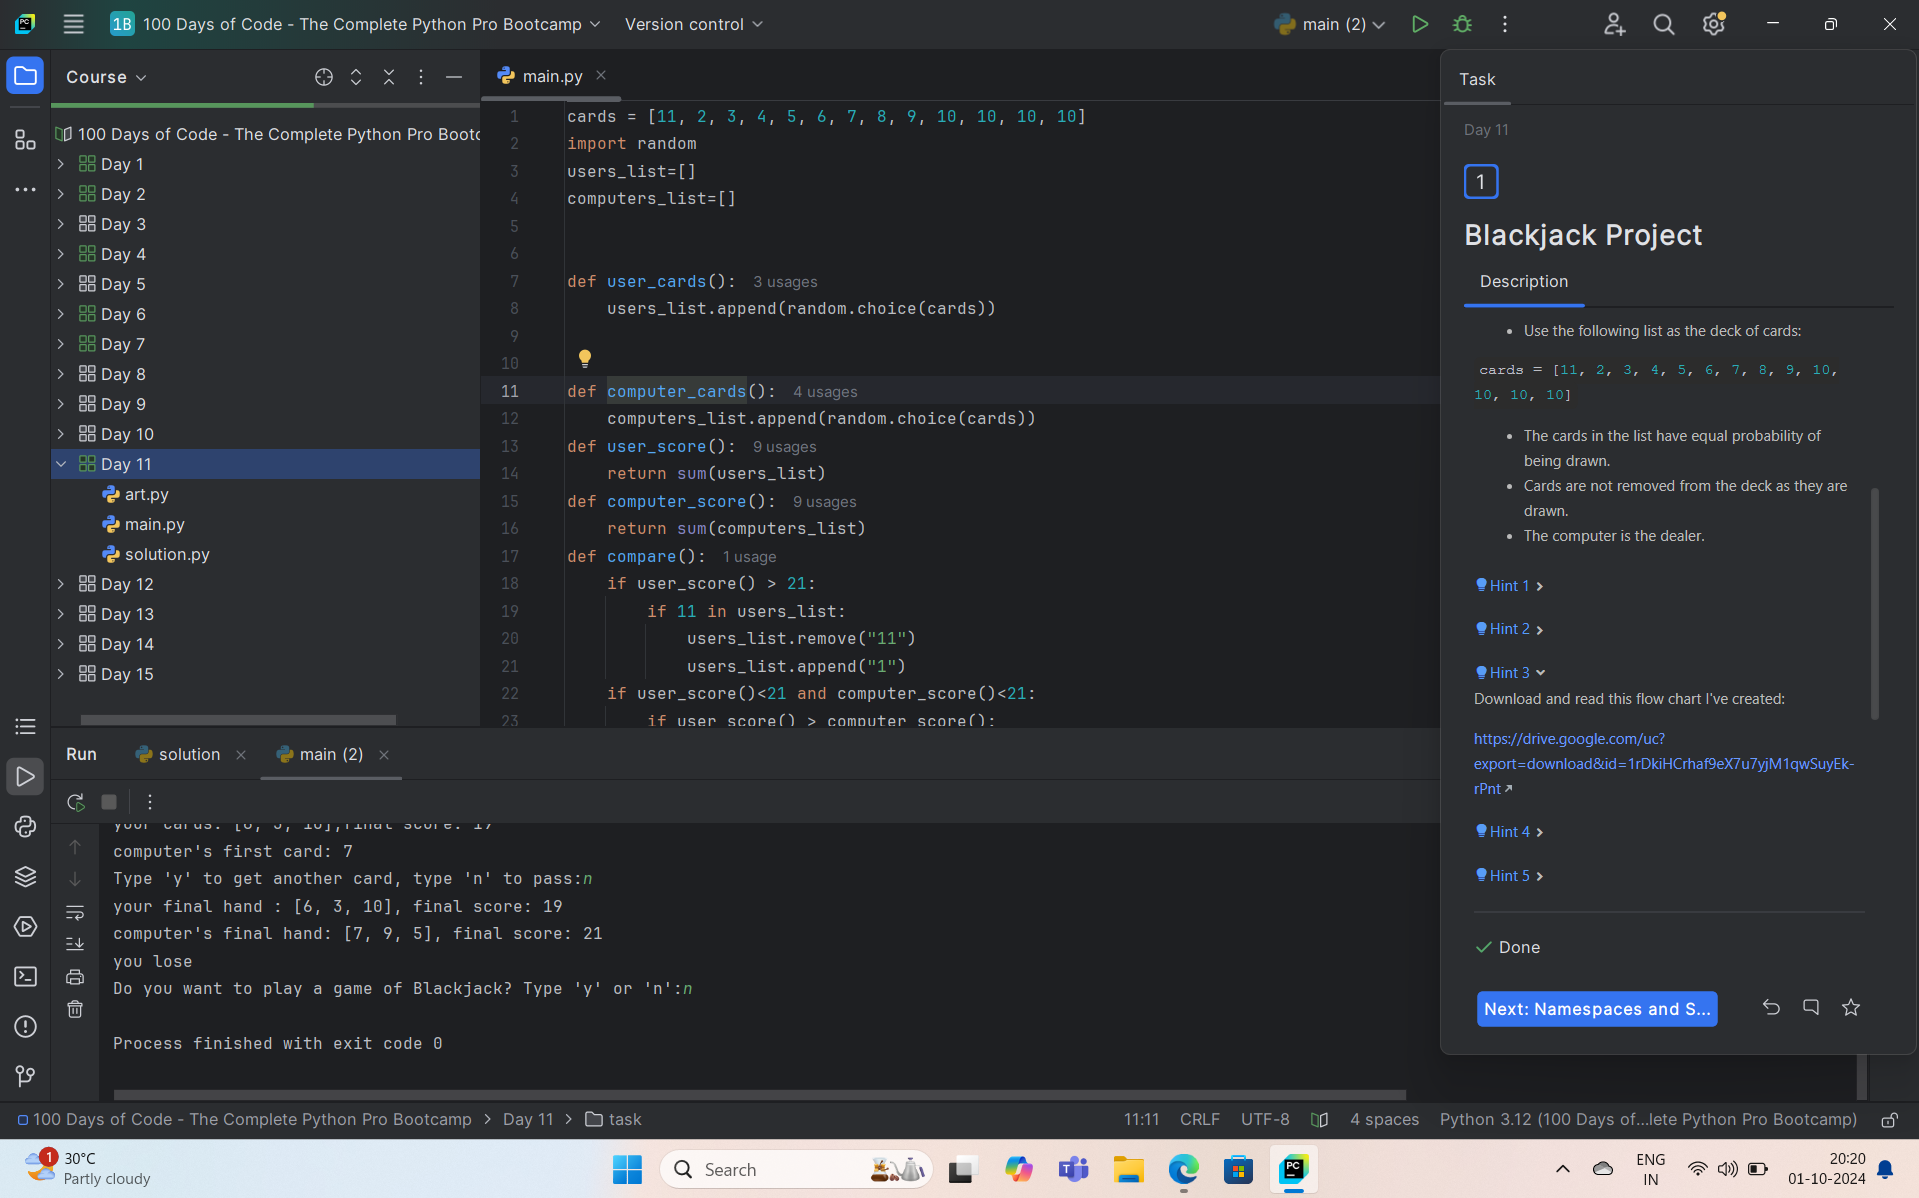 1B 100 Days of Code - The Complete Python Pro Bootcamp Version control main (2)
Course
main.py
Task
100 Days of Code - The Complete Python Pro Bootc
Day 1
Day 2
Day 3
Day 4
Day 5
Day 6
Day 7
Day 8
Day 9
Day 10
Day 11
art.py
main.py
solution.py
Day 12
Day 13
Day 14
Day 15
1 cards = [11, 2, 3, 4, 5, 6, 7, 8, 9, 10, 10, 10, 10]
2 import random
3 users_list=[]
4 computers_list=[]
5
6
7 def user_cards(): 3 usages
8 users_list.append(random.choice(cards))
9
10
11 def computer_cards(): 4 usages
12 computers_list.append(random.choice(cards))
13 def user_score(): 9 usages
14 return sum(users_list)
15 def computer_score(): 9 usages
16 return sum(computers_list)
17 def compare(): 1 usage
18 if user_score() > 21:
19 if 11 in users_list:
20 users_list.remove("11")
21 users_list.append("1")
22 if user_score()<21 and computer_score()<21:
23 if user_score() > computer_score():
Day 11
1
Blackjack Project
Description
• Use the following list as the deck of cards:
cards = [11, 2, 3, 4, 5, 6, 7, 8, 9, 10,
10, 10, 10]
• The cards in the list have equal probability of
being drawn.
• Cards are not removed from the deck as they are
drawn.
• The computer is the dealer.
Hint 1
Hint 2
Hint 3
Download and read this flow chart I've created:
https://drive.google.com/uc?
export=download&id=1rDkiHCrhaf9eX7u7yjM1qwSuyEk-
rPnt
Hint 4
Hint 5
Done
Next: Namespaces and S...
Run solution main (2)
your cards: [6, 3, 10],final score: 19
computer's first card: 7
Type 'y' to get another card, type 'n' to pass:n
your final hand : [6, 3, 10], final score: 19
computer's final hand: [7, 9, 5], final score: 21
you lose
Do you want to play a game of Blackjack? Type 'y' or 'n':n
Process finished with exit code 0
100 Days of Code - The Complete Python Pro Bootcamp > Day 11 > task
11:11 CRLF UTF-8 4 spaces Python 3.12 (100 Days of...lete Python Pro Bootcamp)
1
30°C
Partly cloudy
Search
PC
ENG
IN
20:20
01-10-2024